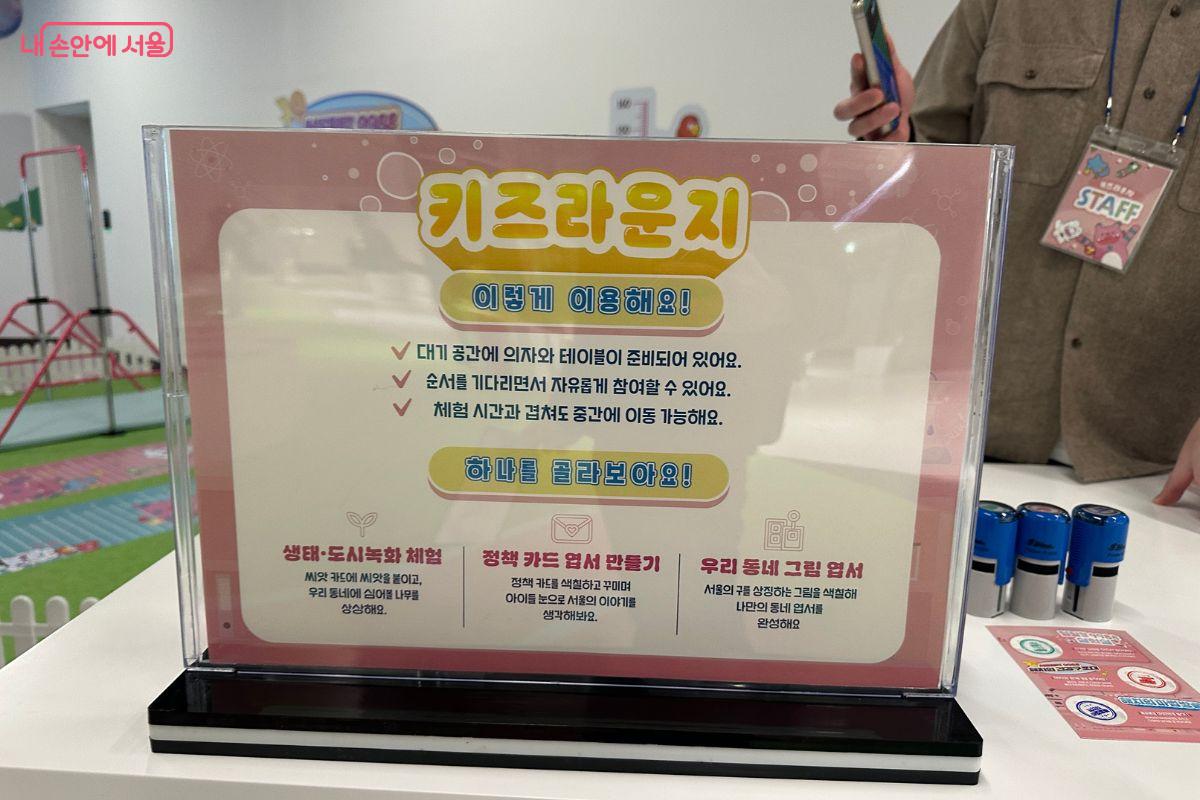 내 손안에 서울
키즈라운지
이렇게 이용해요!
대기 공간에 의자와 테이블이 준비되어 있어요.
순서를 기다리면서 자유롭게 참여할 수 있어요.
체험 시간과 겹쳐도 중간에 이동 가능해요.
하나를 골라보아요!
생태·도시녹화 체험
씨앗 카드에 씨앗을 붙이고,
우리 동네에 심어볼 나무를
상상해요.
정책 카드 엽서 만들기
정책 카드를 색칠하고 꾸미며
아이들 눈으로 서울의 이야기를
생각해봐요.
우리 동네 그림 엽서
서울의 구를 상징하는 그림을 색칠해
나만의 동네 엽서를
완성해요
키즈라운지
STAFF